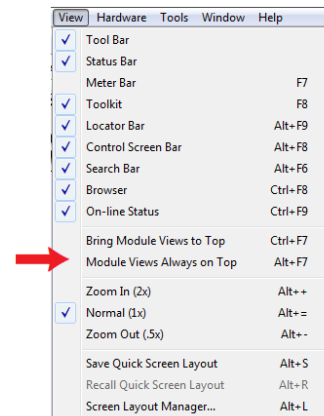 View Hardware Tools Window Help
Tool Bar
Status Bar
Meter Bar F7
Toolkit F8
Locator Bar Alt+F9
Control Screen Bar Alt+F8
Search Bar Alt+F6
Browser Ctrl+F8
On-line Status Ctrl+F9
Bring Module Views to Top Ctrl+F7
Module Views Always on Top Alt+F7
Zoom In (2x) Alt++
Normal (1x) Alt+=
Zoom Out (.5x) Alt+-
Save Quick Screen Layout Alt+S
Recall Quick Screen Layout Alt+R
Screen Layout Manager... Alt+L